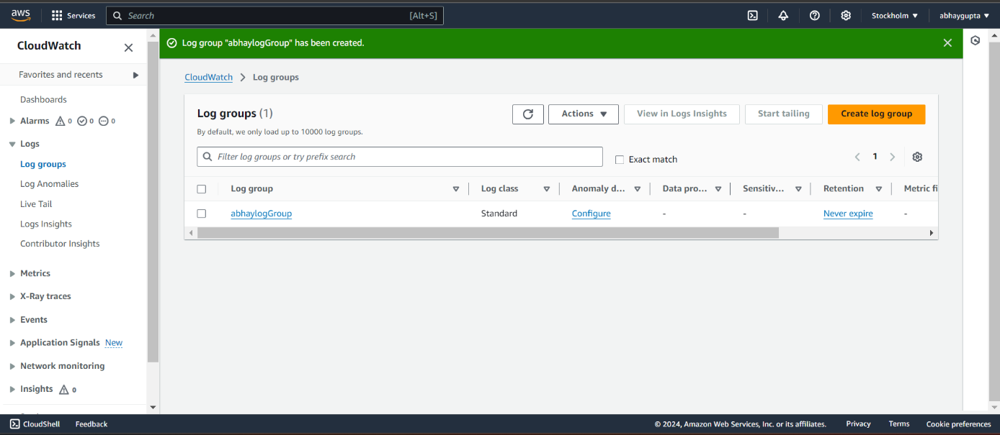 aws
Services
Search
[Alt+S]
Stockholm ▼
abhaygupta ▼
CloudWatch
Favorites and recents
Dashboards
Alarms 0 0 0
Logs
Log groups
Log Anomalies
Live Tail
Logs Insights
Contributor Insights
Metrics
X-Ray traces
Events
Application Signals New
Network monitoring
Insights 0
Log group "abhaylogGroup" has been created.
CloudWatch > Log groups
Log groups (1)
By default, we only load up to 10000 log groups.
Actions ▼
View in Logs Insights
Start tailing
Create log group
Filter log groups or try prefix search
Exact match
< 1 >
Log group Log class Anomaly d... Data pro... Sensitiv... Retention Metric fi
abhaylogGroup Standard Configure - - Never expire -
CloudShell Feedback
© 2024, Amazon Web Services, Inc. or its affiliates. Privacy Terms Cookie preferences